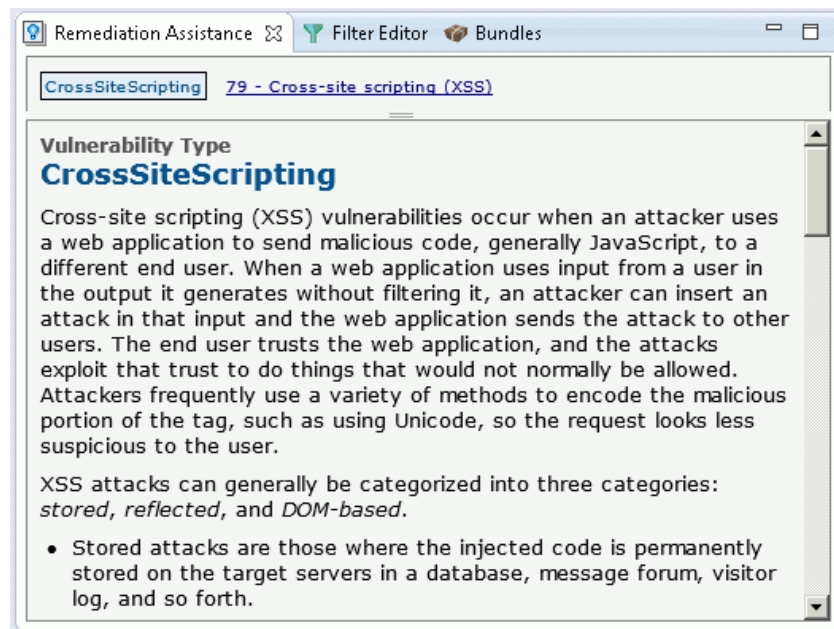 Remediation Assistance Filter Editor Bundles
CrossSiteScripting 79 - Cross-site scripting (XSS)
Vulnerability Type
CrossSiteScripting
Cross-site scripting (XSS) vulnerabilities occur when an attacker uses
a web application to send malicious code, generally JavaScript, to a
different end user. When a web application uses input from a user in
the output it generates without filtering it, an attacker can insert an
attack in that input and the web application sends the attack to other
users. The end user trusts the web application, and the attacks
exploit that trust to do things that would not normally be allowed.
Attackers frequently use a variety of methods to encode the malicious
portion of the tag, such as using Unicode, so the request looks less
suspicious to the user.
XSS attacks can generally be categorized into three categories:
stored, reflected, and DOM-based.
• Stored attacks are those where the injected code is permanently
stored on the target servers in a database, message forum, visitor
log, and so forth.